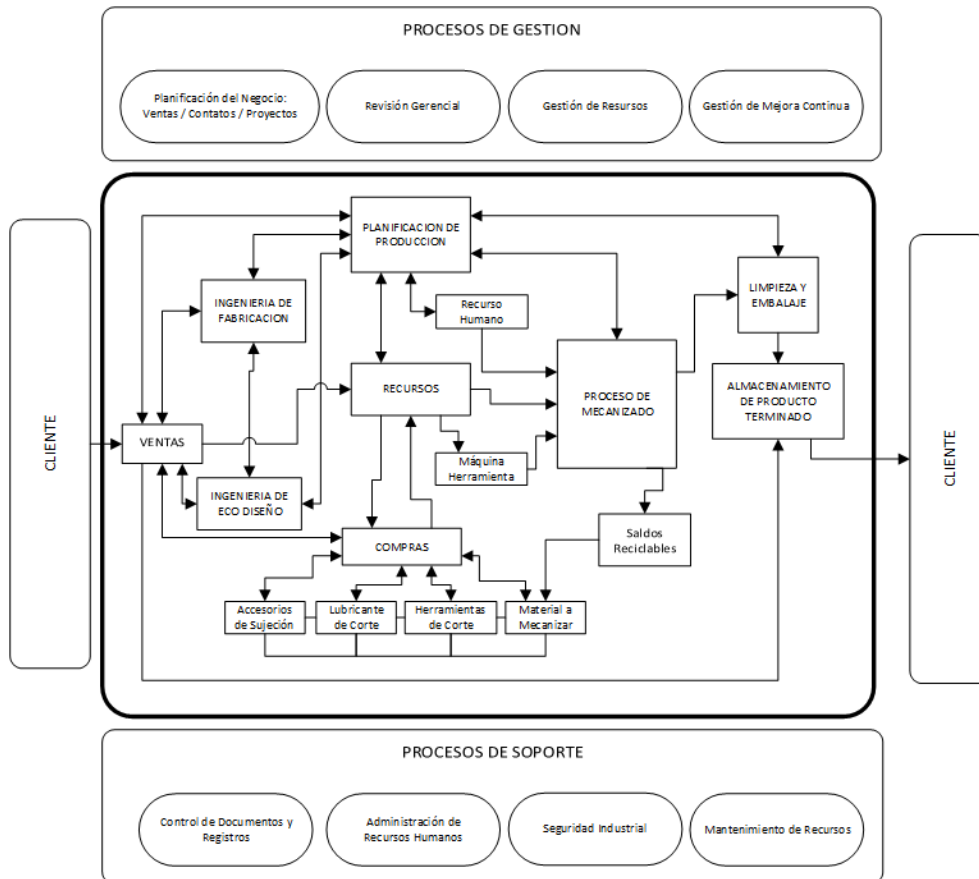 PROCESOS DE GESTION
Planificación del Negocio:
Ventas / Contatos / Proyectos
Revisión Gerencial
Gestión de Recursos
Gestión de Mejora Continua
CLIENTE
PLANIFICACION DE
PRODUCCION
INGENIERIA DE
FABRICACION
Recurso
Humano
LIMPIEZA Y
EMBALAJE
RECURSOS
PROCESO DE
MECANIZADO
ALMACENAMIENTO
DE PRODUCTO
TERMINADO
VENTAS
Máquina
Herramienta
INGENIERIA DE
ECO DISEÑO
COMPRAS
Saldos
Reciclables
Accesorios
de Sujeción
Lubricante
de Corte
Herramientas
de Corte
Material a
Mecanizar
CLIENTE
PROCESOS DE SOPORTE
Control de Documentos y
Registros
Administración de
Recursos Humanos
Seguridad Industrial
Mantenimiento de Recursos